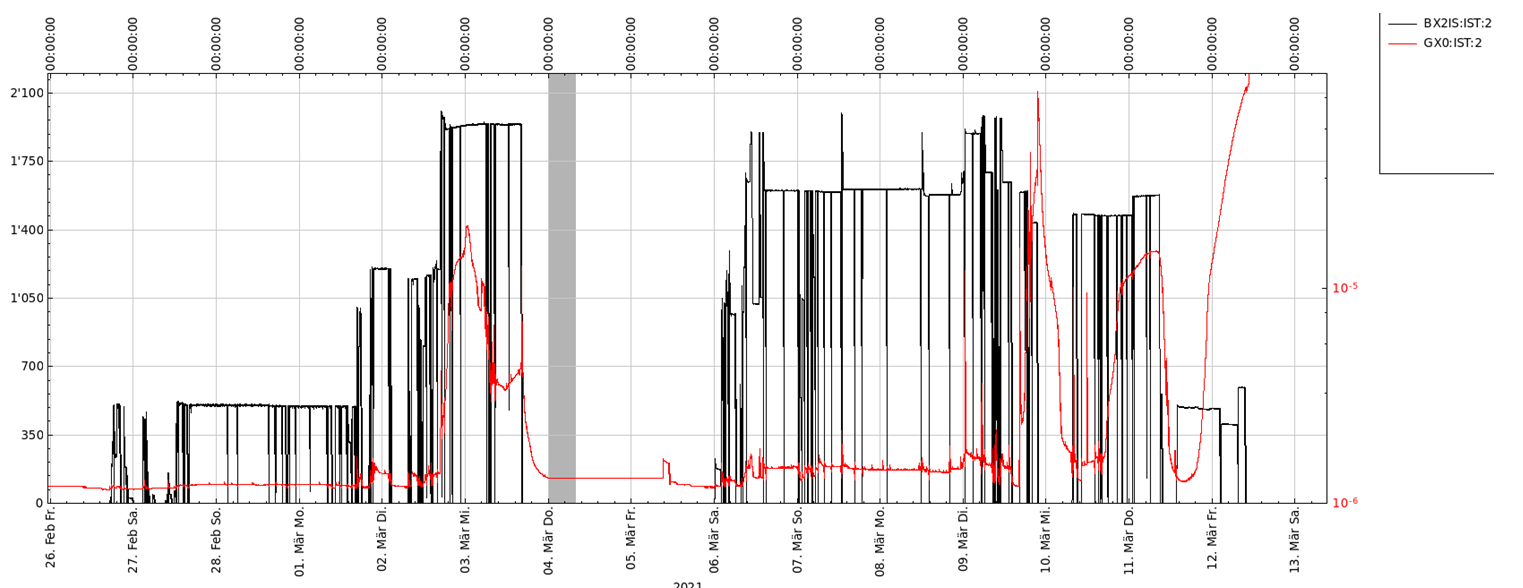 00:00:00 00:00:00 00:00:00 00:00:00 00:00:00 00:00:00 00:00:00 00:00:00 00:00:00 00:00:00 00:00:00 00:00:00 00:00:00 00:00:00 00:00:00 00:00:00
BX2IS:IST:2
GX0:IST:2
2'100
1'750
1'400
1'050
10-5
700
350
0
10-6
26. Feb Fr.
27. Feb Sa.
28. Feb So.
01. Mär Mo.
02. Mär Di.
03. Mär Mi.
04. Mär Do.
05. Mär Fr.
06. Mär Sa.
07. Mär So.
08. Mär Mo.
09. Mär Di.
10. Mär Mi.
11. Mär Do.
12. Mär Fr.
13. Mär Sa.
2021